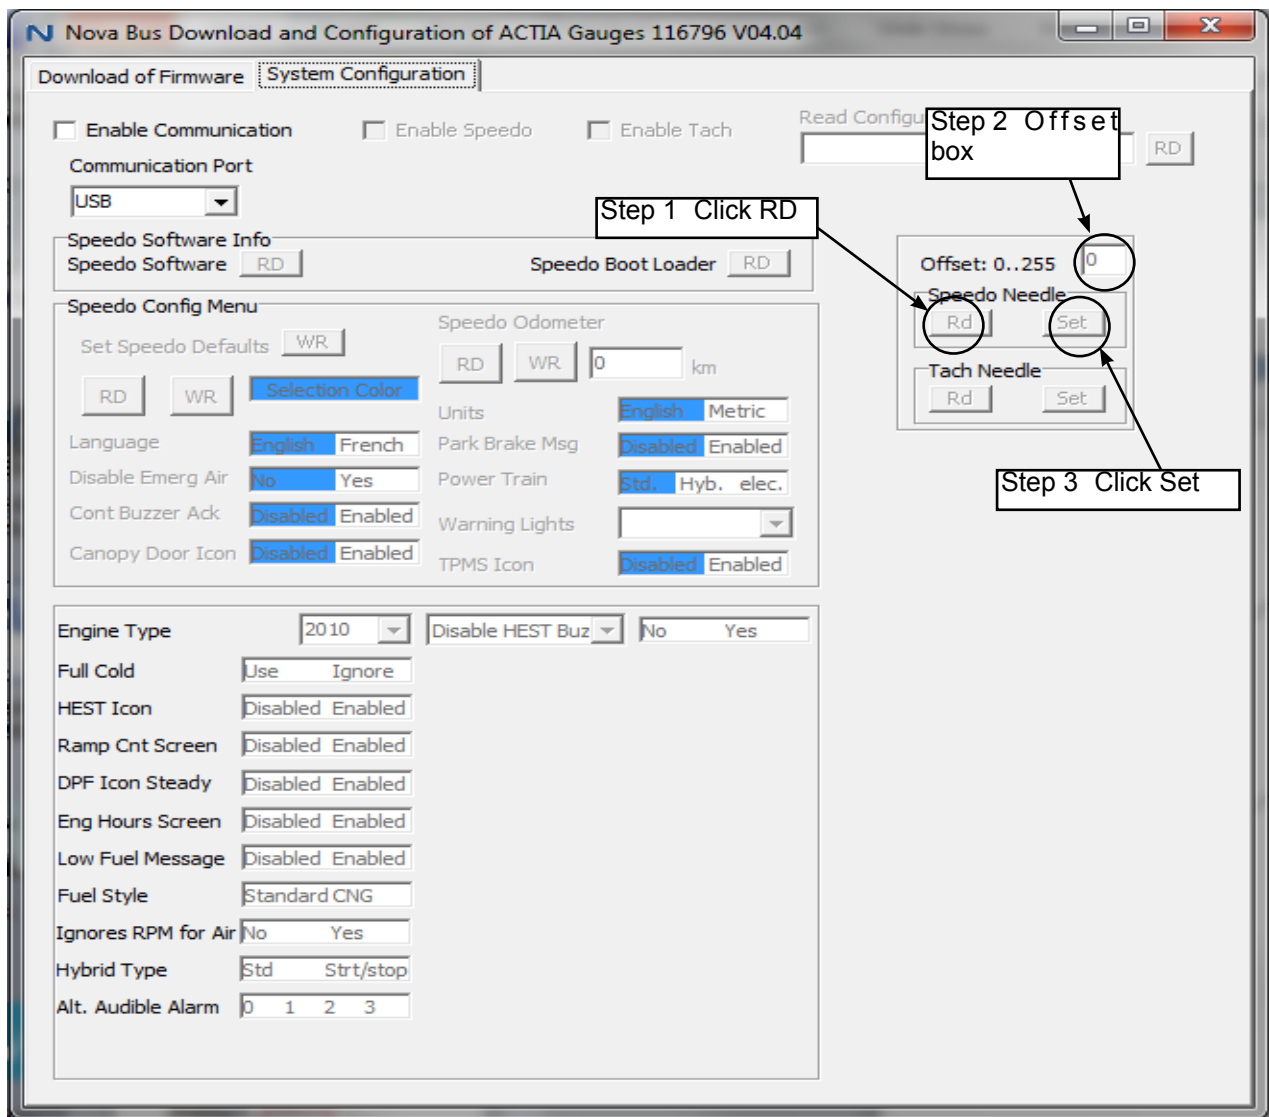 Nova Bus Download and Configuration of ACTIA Gauges 116796 V04.04
Download of Firmware System Configuration
Enable Communication Enable Speedo Enable Tach
Read Configu
RD
Step 2 Offset
box
Communication Port
USB
Step 1 Click RD
Speedo Software Info
Speedo Software RD Speedo Boot Loader RD
Offset: 0..255 0
Speedo Needle
Rd Set
Tach Needle
Rd Set
Step 3 Click Set
Speedo Config Menu
Set Speedo Defaults WR
RD WR Selection Color
Language English French
Disable Emerg Air No Yes
Cont Buzzer Ack Disabled Enabled
Canopy Door Icon Disabled Enabled
Speedo Odometer
RD WR 0 km
Units English Metric
Park Brake Msg Disabled Enabled
Power Train Std. Hyb. elec.
Warning Lights
TPMS Icon Disabled Enabled
Engine Type 2010 Disable HEST Buz No Yes
Full Cold Use Ignore
HEST Icon Disabled Enabled
Ramp Cnt Screen Disabled Enabled
DPF Icon Steady Disabled Enabled
Eng Hours Screen Disabled Enabled
Low Fuel Message Disabled Enabled
Fuel Style Standard CNG
Ignores RPM for Air No Yes
Hybrid Type Std Strt/stop
Alt. Audible Alarm 0 1 2 3